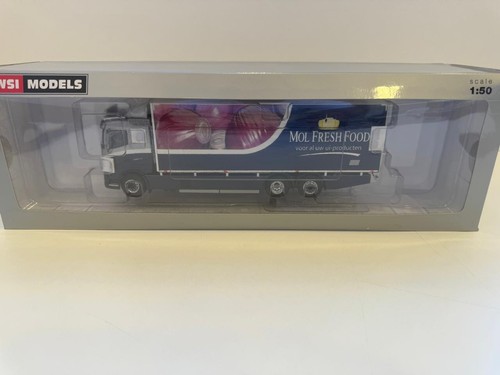 WSI MODELS
scale
1:50
MOL FRESH FOOD
voor al uw ui-producten